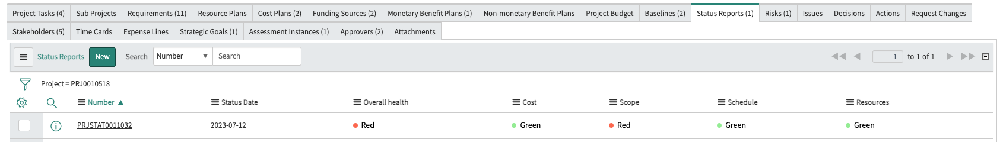 Project Tasks (4) Sub Projects Requirements (11) Resource Plans Cost Plans (2) Funding Sources (2) Monetary Benefit Plans (1) Non-monetary Benefit Plans Project Budget Baselines (2) Status Reports (1) Risks (1) Issues Decisions Actions Request Changes
Stakeholders (5) Time Cards Expense Lines Strategic Goals (1) Assessment Instances (1) Approvers (2) Attachments
Status Reports New Search Number Search 1 to 1 of 1
Project = PRJ0010518
Number Status Date Overall health Cost Scope Schedule Resources
PRJSTAT0011032 2023-07-12 Red Green Red Green Green